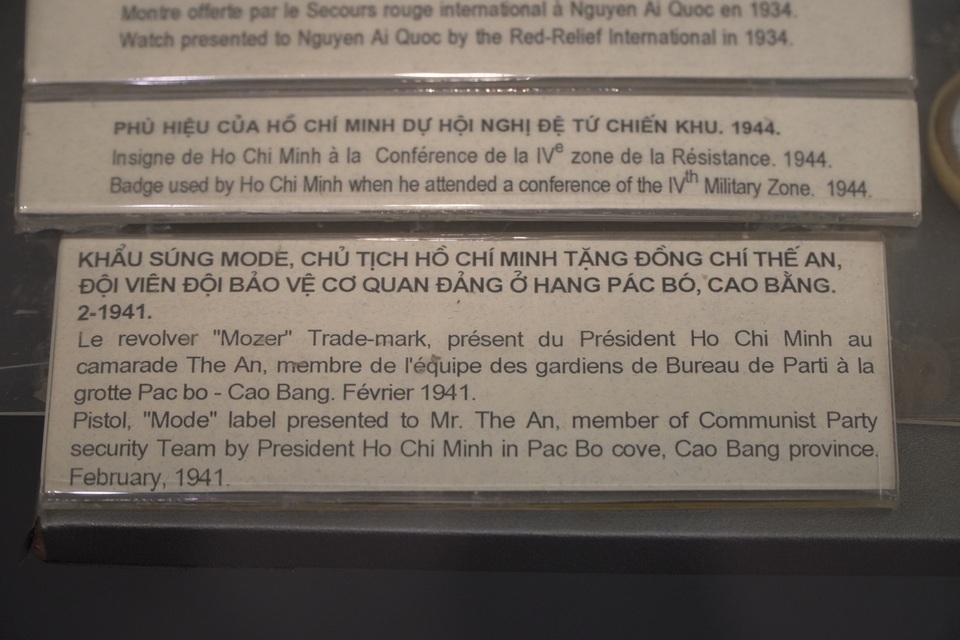 Montre offerte par le Secours rouge international à Nguyen Ai Quoc en 1934.
Watch presented to Nguyen Ai Quoc by the Red-Relief International in 1934.
PHÙ HIỆU CỦA HỒ CHÍ MINH DỰ HỘI NGHỊ ĐỆ TỨ CHIẾN KHU. 1944.
Insigne de Ho Chi Minh à la Conférence de la IVe zone de la Résistance. 1944.
Badge used by Ho Chi Minh when he attended a conference of the IVth Military Zone. 1944.
KHẨU SÚNG MODE, CHỦ TỊCH HỒ CHÍ MINH TẶNG ĐỒNG CHÍ THẾ AN,
ĐỘI VIÊN ĐỘI BẢO VỆ CƠ QUAN ĐẢNG Ở HANG PÁC BÓ, CAO BẰNG.
2-1941.
Le revolver "Mozer" Trade-mark, présent du Président Ho Chi Minh au
camarade The An, membre de l'équipe des gardiens de Bureau de Parti à la
grotte Pac bo - Cao Bang. Février 1941.
Pistol, "Mode" label presented to Mr. The An, member of Communist Party
security Team by President Ho Chi Minh in Pac Bo cove, Cao Bang province.
February, 1941.